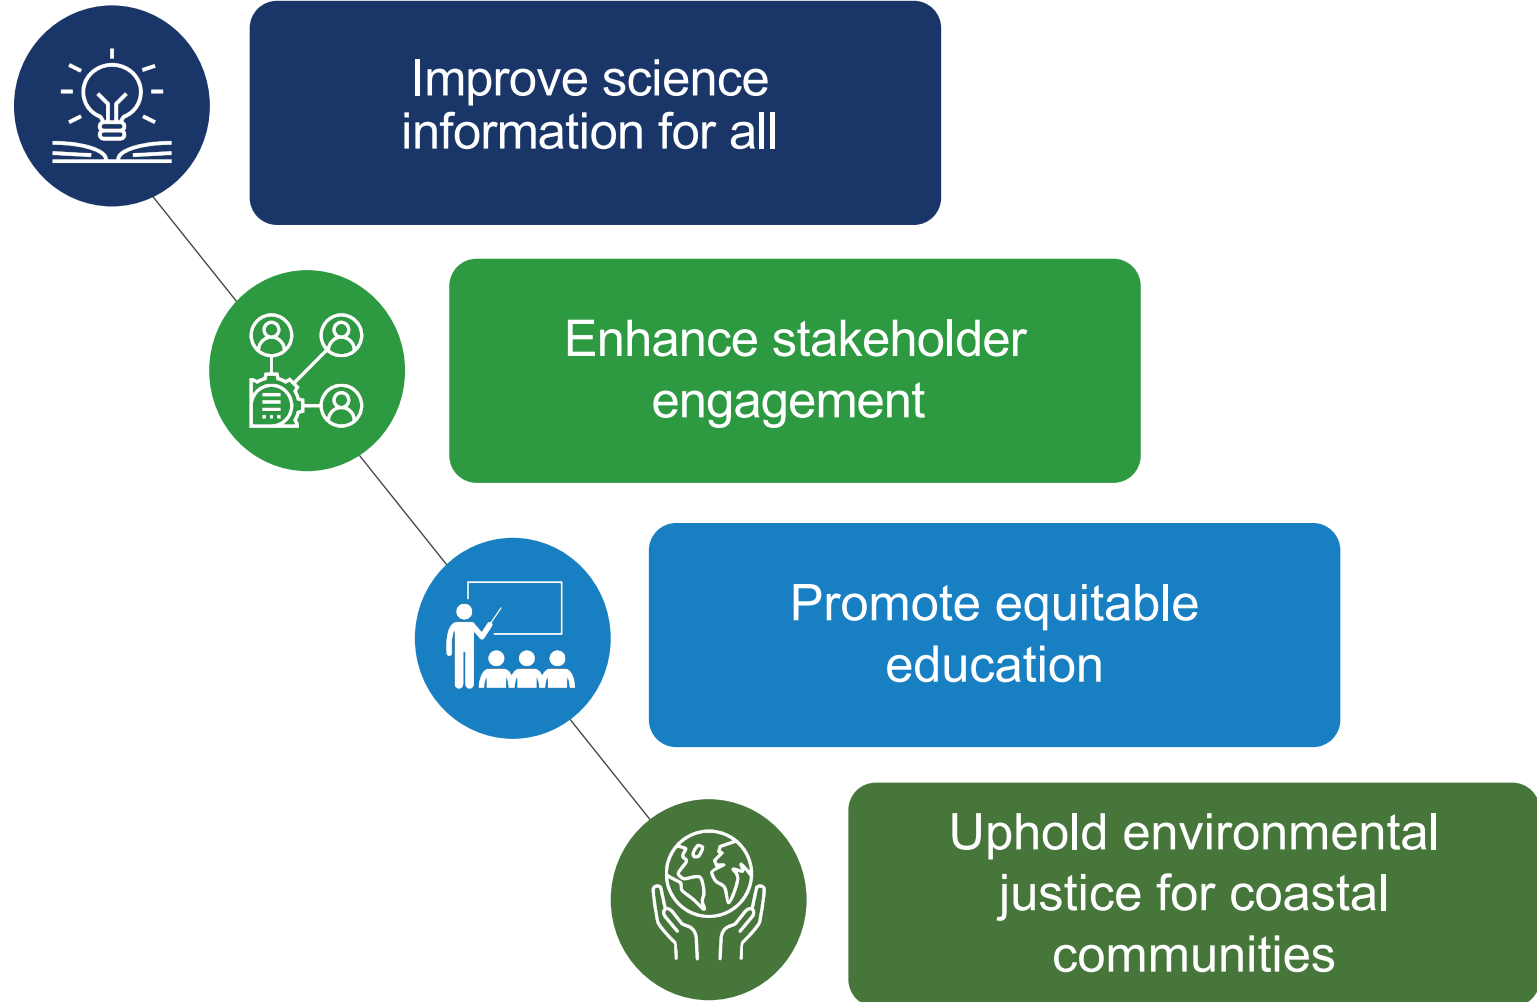 Improve science
information for all
Enhance stakeholder
engagement
Promote equitable
education
Uphold environmental
justice for coastal
communities